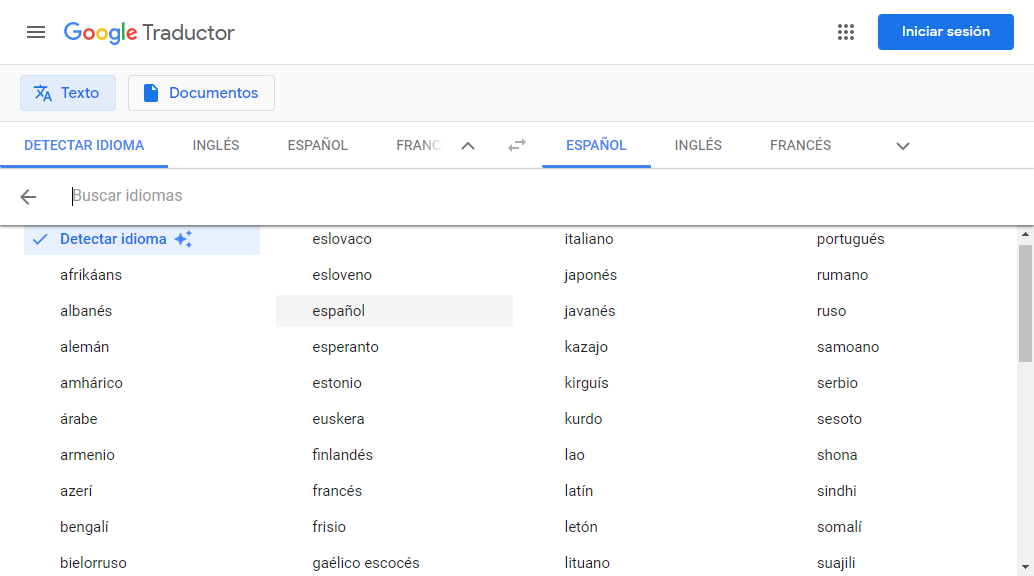 Google Traductor
Iniciar sesión
Texto
Documentos
DETECTAR IDIOMA
INGLÉS
ESPAÑOL
FRANC
ESPAÑOL
INGLÉS
FRANCÉS
Buscar idiomas
Detectar idioma
afrikáans
albanés
alemán
amhárico
árabe
armenio
azerí
bengalí
bielorruso
eslovaco
esloveno
español
esperanto
estonio
euskera
finlandés
francés
frisio
gaélico escocés
italiano
japonés
javanés
kazajo
kirguís
kurdo
lao
latín
letón
lituano
portugués
rumano
ruso
samoano
serbio
sesoto
shona
sindhi
somalí
suajili